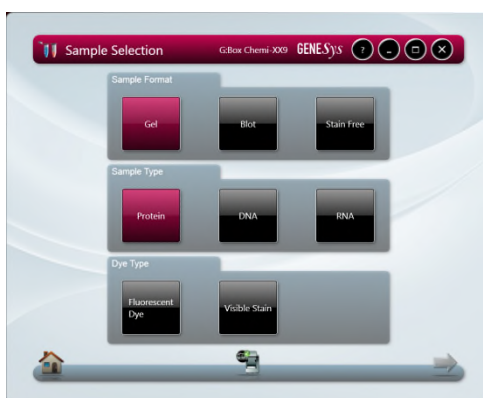 Sample Selection
G:Box Chemi-XX9 GENESys ?
Sample Format
Gel
Blot
Stain Free
Sample Type
Protein
DNA
RNA
Dye Type
Fluorescent
Dye
Visible Stain